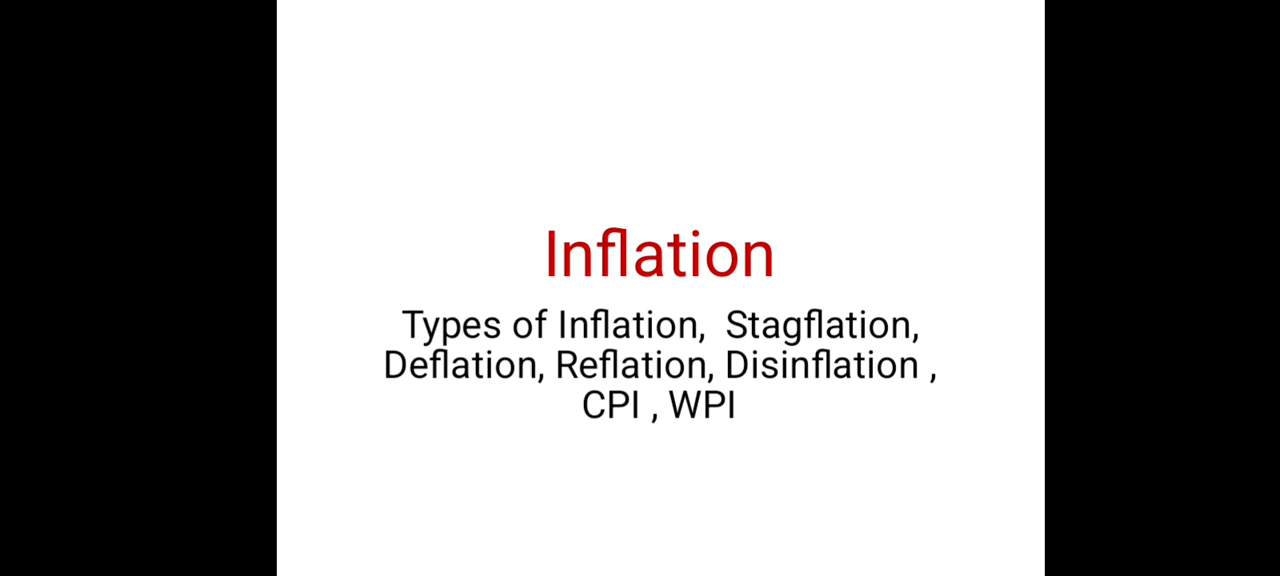 Inflation
Types of Inflation,  Stagflation,
Deflation, Reflation, Disinflation ,
CPI , WPI